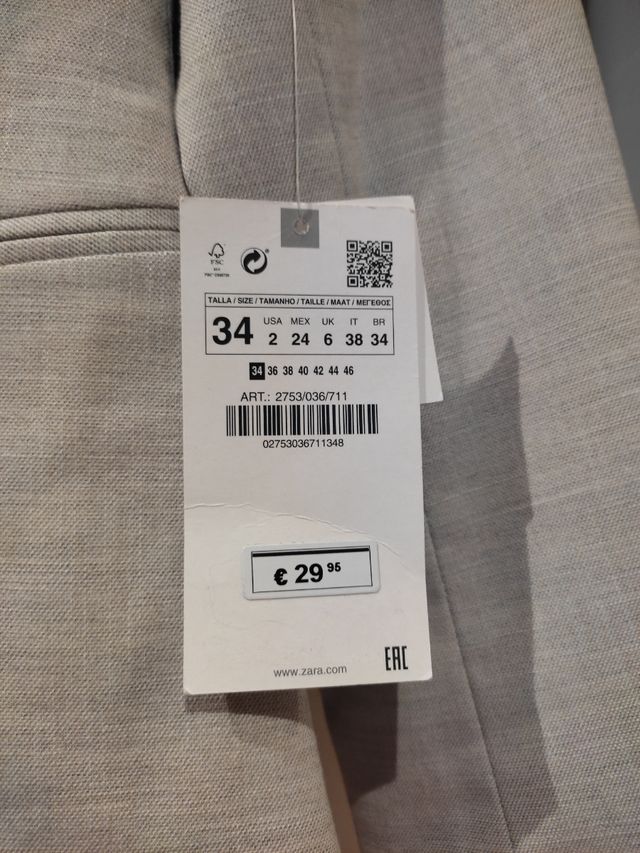 FSC
TALLA / SIZE / TAMANHO / TAILLE / MAAT / ΜΕΓΕΘΟΣ
34 USA MEX UK IT BR
2 24 6 38 34
34 36 38 40 42 44 46
ART.: 2753/036/711
02753036711348
€ 29 95
EAC
www.zara.com